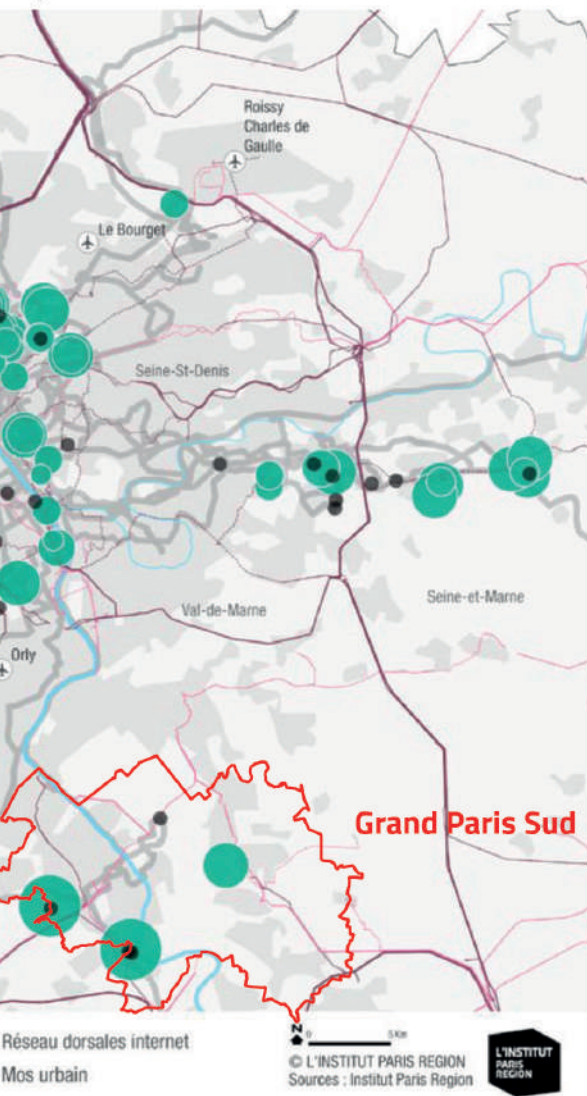 Roissy
Charles de
Gaulle
Le Bourget
Seine-St-Denis
Val-de-Marne
Seine-et-Marne
Orly
Grand Paris Sud
Réseau dorsales internet
Mos urbain
N
0 5 Km
© L'INSTITUT PARIS REGION
Sources : Institut Paris Region
L'INSTITUT
PARIS
REGION